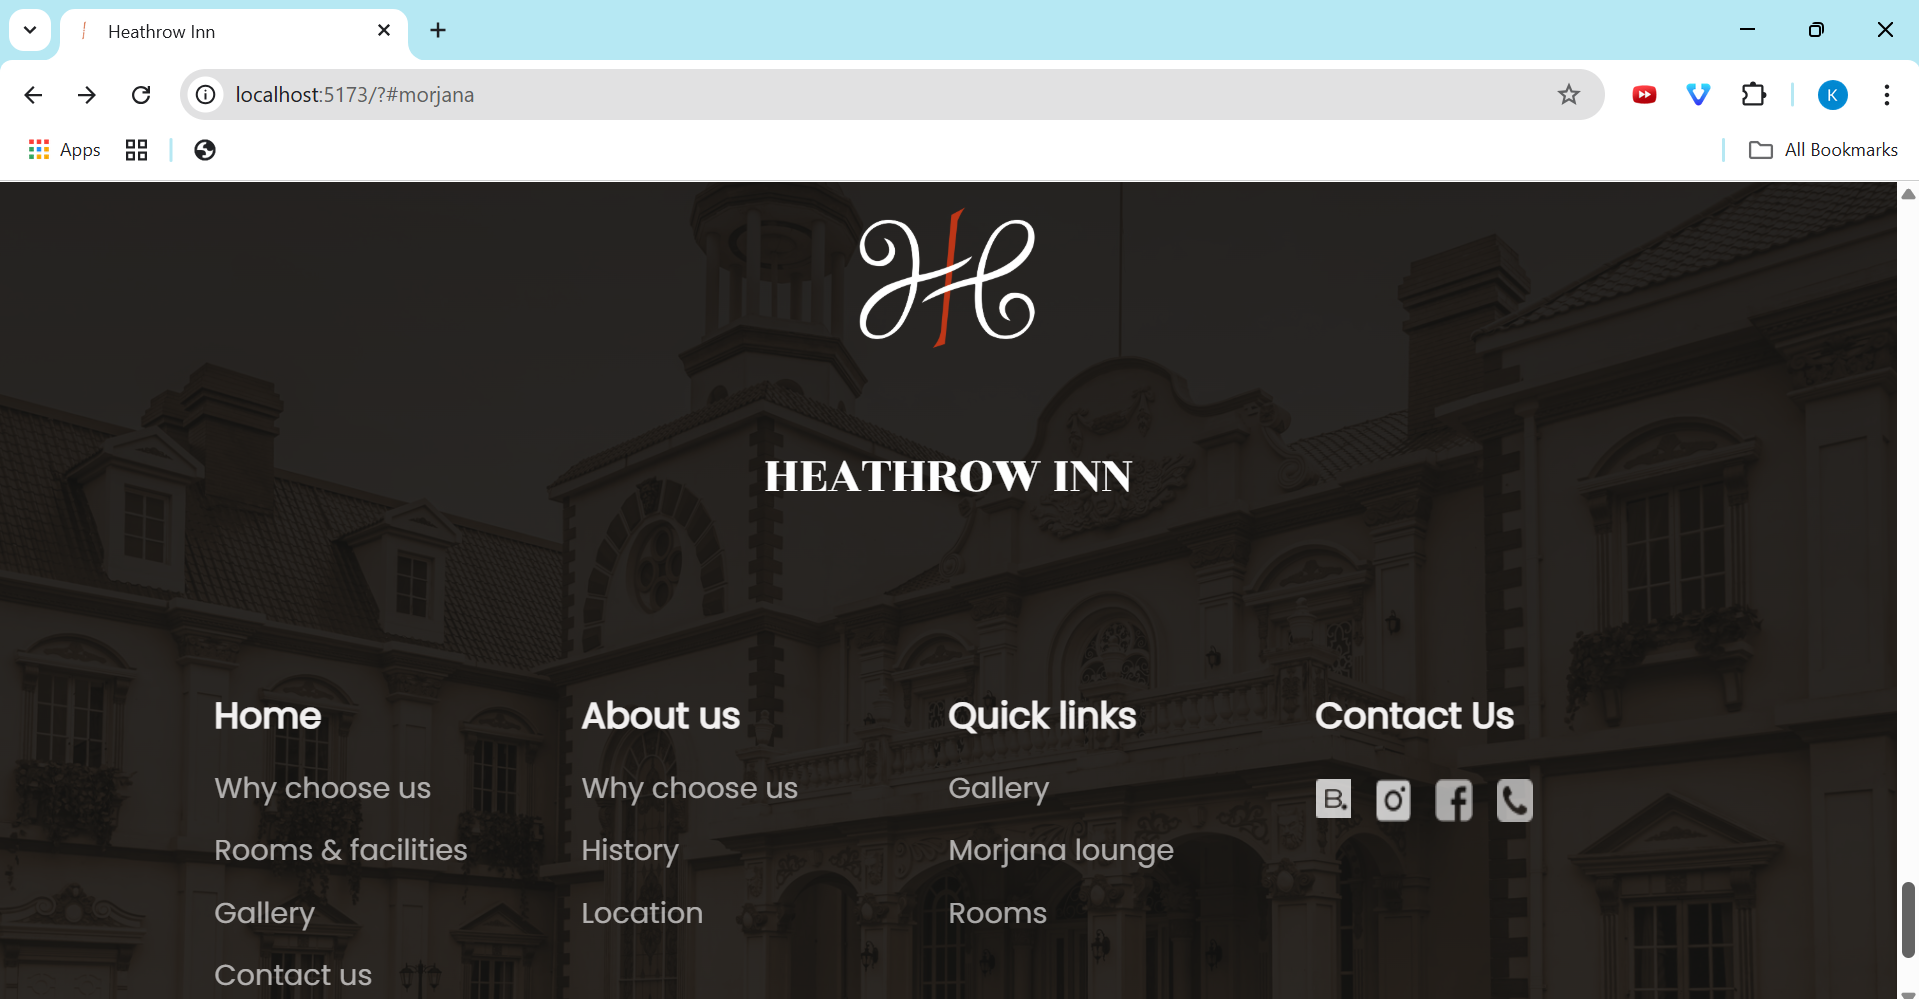 Heathrow Inn
localhost:5173/?#morjana
K
Apps
All Bookmarks
H
HEATHROW INN
Home
About us
Quick links
Contact Us
Why choose us
Why choose us
Gallery
B.
Rooms & facilities
History
Morjana lounge
Gallery
Location
Rooms
Contact us